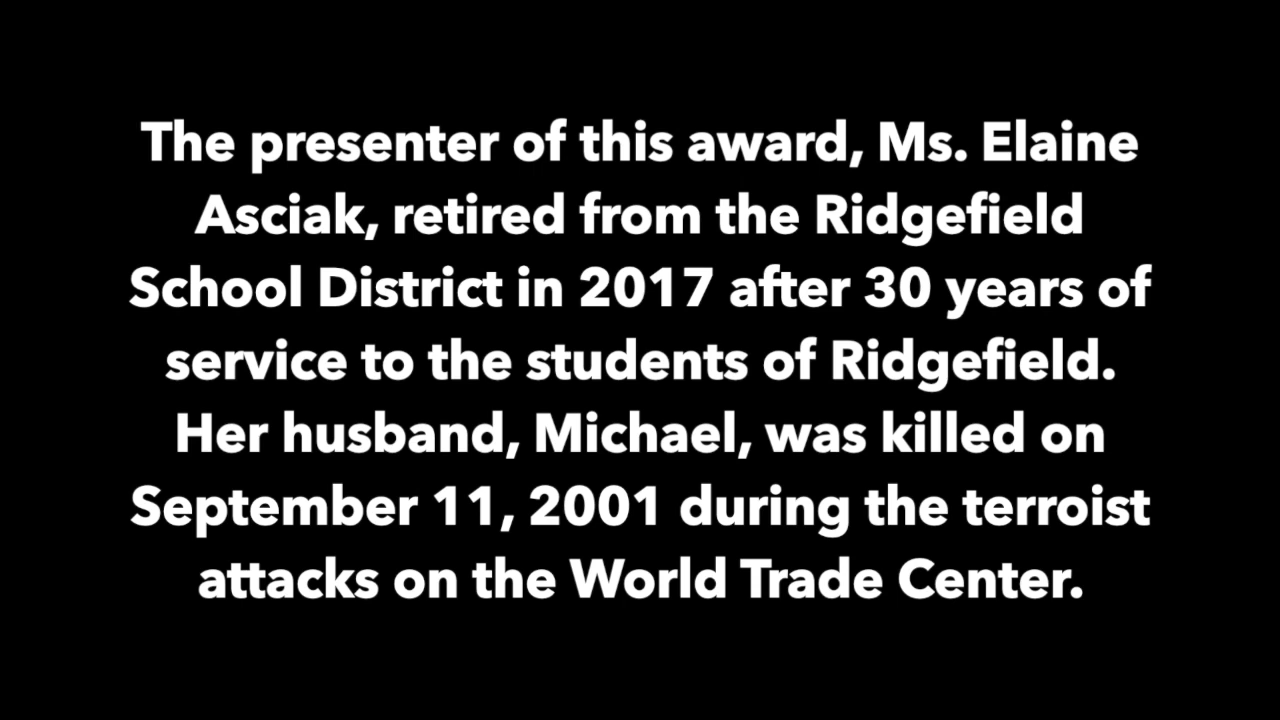 The presenter of this award, Ms. Elaine
Asciak, retired from the Ridgefield
School District in 2017 after 30 years of
service to the students of Ridgefield.
Her husband, Michael, was killed on
September 11, 2001 during the terroist
attacks on the World Trade Center.